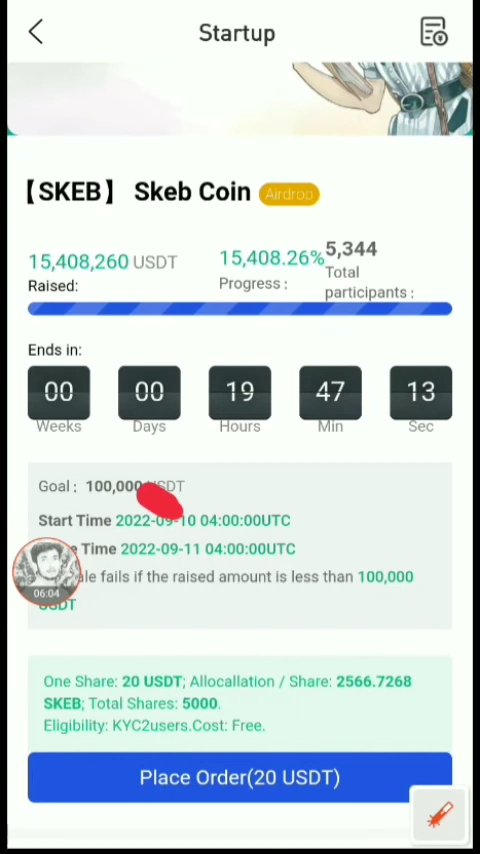 Startup
【SKEB】 Skeb Coin Airdrop
15,408,260 USDT
Raised:
15,408.26%
Progress :
5,344
Total
participants :
Ends in:
00 00 19 47 13
Weeks Days Hours Min Sec
Goal : 100,000 USDT
Start Time 2022-09-10 04:00:00UTC
Time 2022-09-11 04:00:00UTC
fails if the raised amount is less than 100,000
USDT
06:04
One Share: 20 USDT; Allocallation / Share: 2566.7268
SKEB; Total Shares: 5000.
Eligibility: KYC2users.Cost: Free.
Place Order(20 USDT)